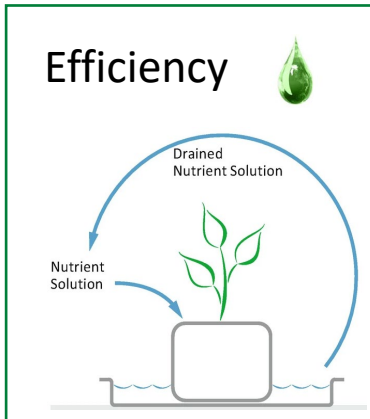 Efficiency
Drained
Nutrient Solution
Nutrient
Solution